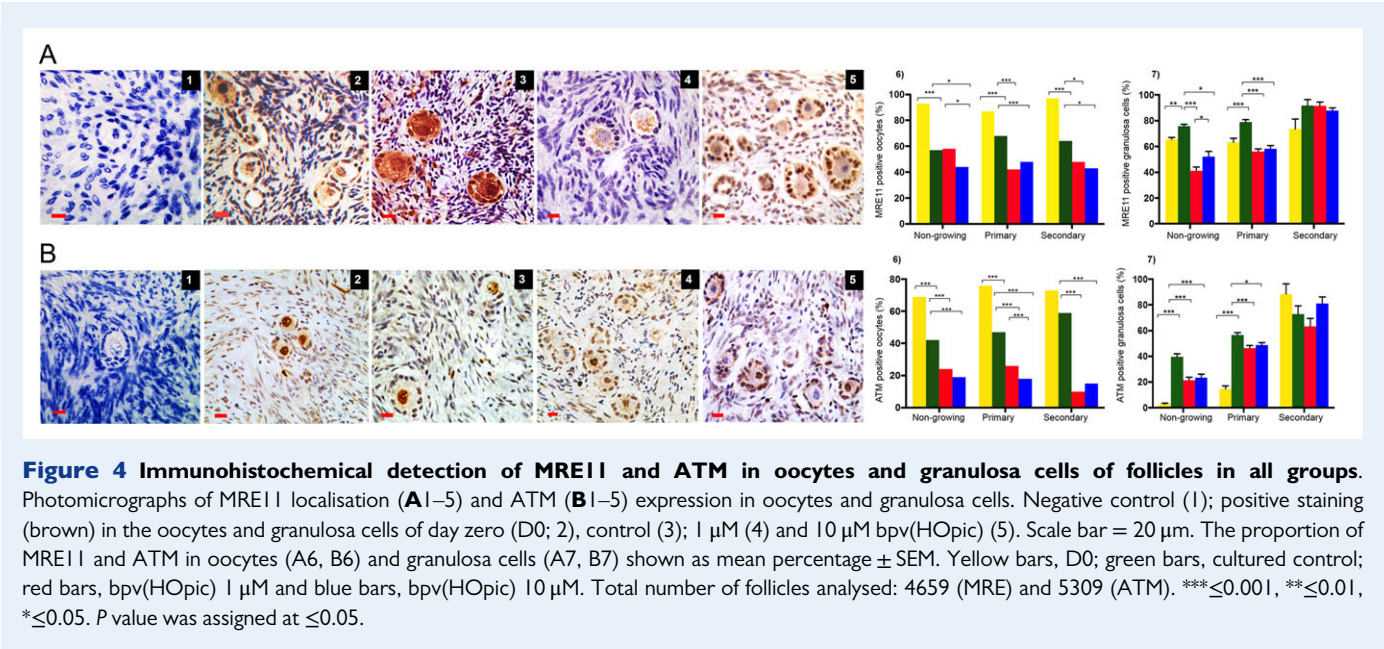 A
1
2
3
4
5
6)
MRE11 positive oocytes (%)
100
80
60
40
20
0
*
***
*
***
***
***
*
***
*
Non-growing
Primary
Secondary
7)
MRE11 positive granulosa cells (%)
100
80
60
40
20
0
*
** ***
*
***
***
***
Non-growing
Primary
Secondary
B
1
2
3
4
5
6)
ATM positive oocytes (%)
80
60
40
20
0
***
***
***
***
***
***
***
***
***
Non-growing
Primary
Secondary
7)
ATM positive granulosa cells (%)
100
80
60
40
20
0
***
***
***
*
***
***
Non-growing
Primary
Secondary
Figure 4 Immunohistochemical detection of MRE11 and ATM in oocytes and granulosa cells of follicles in all groups.
Photomicrographs of MRE11 localisation (A1–5) and ATM (B1–5) expression in oocytes and granulosa cells. Negative control (1); positive staining
(brown) in the oocytes and granulosa cells of day zero (D0; 2), control (3); 1 μM (4) and 10 μM bpv(HOpic) (5). Scale bar = 20 μm. The proportion of
MRE11 and ATM in oocytes (A6, B6) and granulosa cells (A7, B7) shown as mean percentage ± SEM. Yellow bars, D0; green bars, cultured control;
red bars, bpv(HOpic) 1 μM and blue bars, bpv(HOpic) 10 μM. Total number of follicles analysed: 4659 (MRE) and 5309 (ATM). ***≤0.001, **≤0.01,
*≤0.05. P value was assigned at ≤0.05.